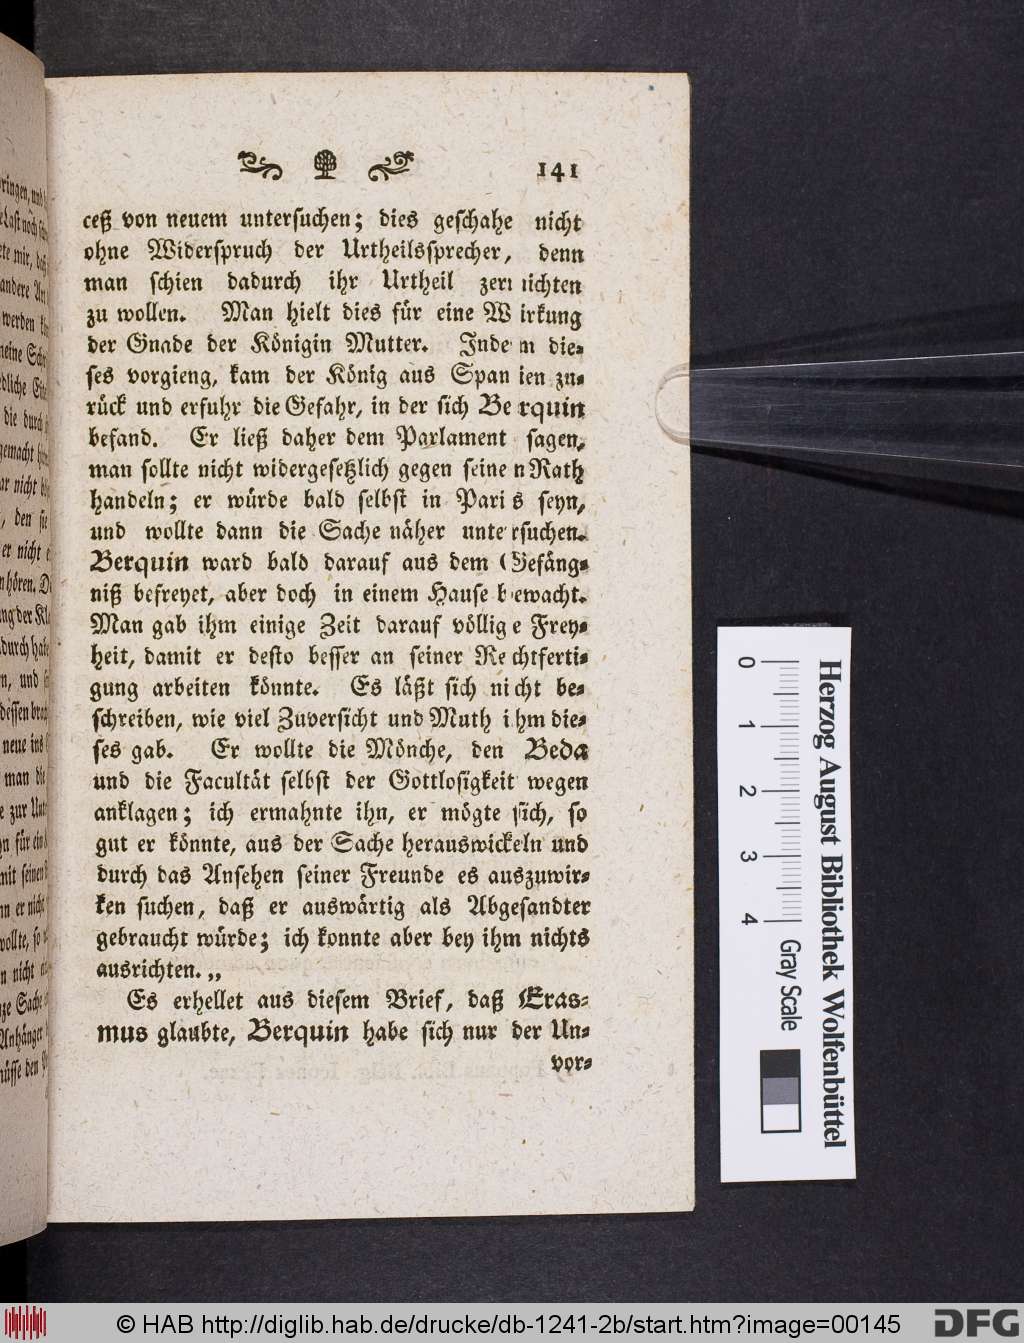 141
ceß von neuem untersuchen; dies geschahe nicht
ohne Widerspruch der Urtheilssprecher, denn
man schien dadurch ihr Urtheil zernichten
zu wollen. Man hielt dies für eine Wirkung
der Gnade der Königin Mutter. Indem die-
ses vorgieng, kam der König aus Spanien zu-
rück und erfuhr die Gefahr, in der sich Berquin
befand. Er ließ daher dem Parlament sagen,
man sollte nicht widergesetzlich gegen seinen Rath
handeln; er würde bald selbst in Paris seyn,
und wollte dann die Sache näher untersuchen.
Berquin ward bald darauf aus dem Gefäng-
niß befreyet, aber doch in einem Hause bewacht.
Man gab ihm einige Zeit darauf völlige Frey-
heit, damit er desto besser an seiner Rechtferti-
gung arbeiten könnte. Es läßt sich nicht be-
schreiben, wie viel Zuversicht und Muth ihm die-
ses gab. Er wollte die Mönche, den Beda
und die Facultät selbst der Gottlosigkeit wegen
anklagen; ich ermahnte ihn, er mögte sich, so
gut er könnte, aus der Sache herauswickeln und
durch das Ansehen seiner Freunde es auszuwir-
ken suchen, daß er auswärtig als Abgesandter
gebraucht würde; ich konnte aber bey ihm nichts
ausrichten.„
Es erhellet aus diesem Brief, daß Eras-
mus glaubte, Berquin habe sich nur der Un-
vor-
Herzog August Bibliothek Wolfenbüttel
0 1 2 3 4
Gray Scale
© HAB http://diglib.hab.de/drucke/db-1241-2b/start.htm?image=00145
DFG